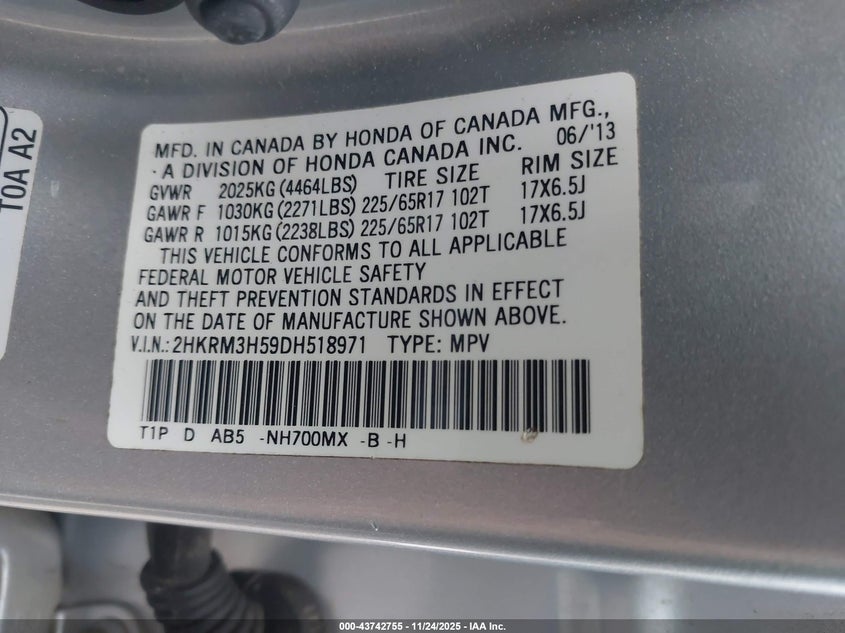 T0A A2
MFD. IN CANADA BY HONDA OF CANADA MFG.,
A DIVISION OF HONDA CANADA INC. 06/'13
GVWR 2025KG (4464LBS) TIRE SIZE RIM SIZE
GAWR F 1030KG (2271LBS) 225/65R17 102T 17X6.5J
GAWR R 1015KG (2238LBS) 225/65R17 102T 17X6.5J
THIS VEHICLE CONFORMS TO ALL APPLICABLE
FEDERAL MOTOR VEHICLE SAFETY
AND THEFT PREVENTION STANDARDS IN EFFECT
ON THE DATE OF MANUFACTURE SHOWN ABOVE.
V.I.N.: 2HKRM3H59DH518971 TYPE: MPV
T1P D AB5 -NH700MX -B -H
000-43742755 - 11/24/2025 - IAA Inc.